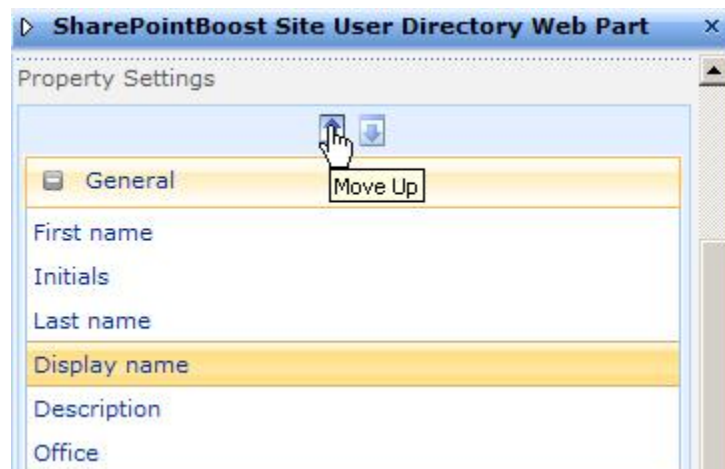 SharePointBoost Site User Directory Web Part
Property Settings
General
Move Up
First name
Initials
Last name
Display name
Description
Office